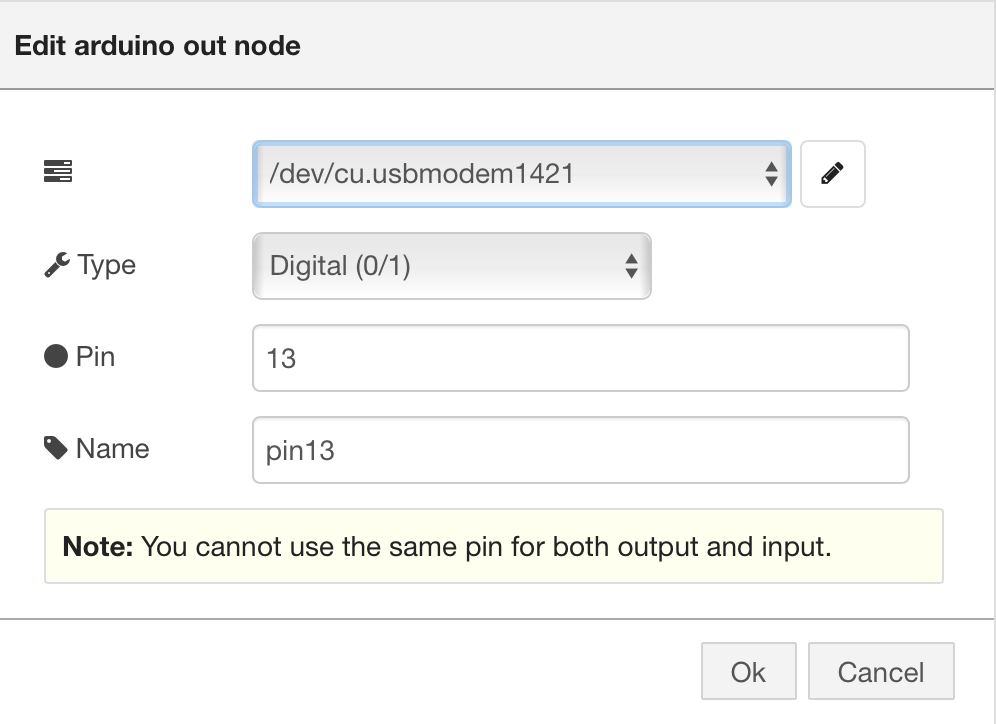 Edit arduino out node
/dev/cu.usbmodem1421
Type Digital (0/1)
Pin 13
Name pin13
Note: You cannot use the same pin for both output and input.
Ok Cancel